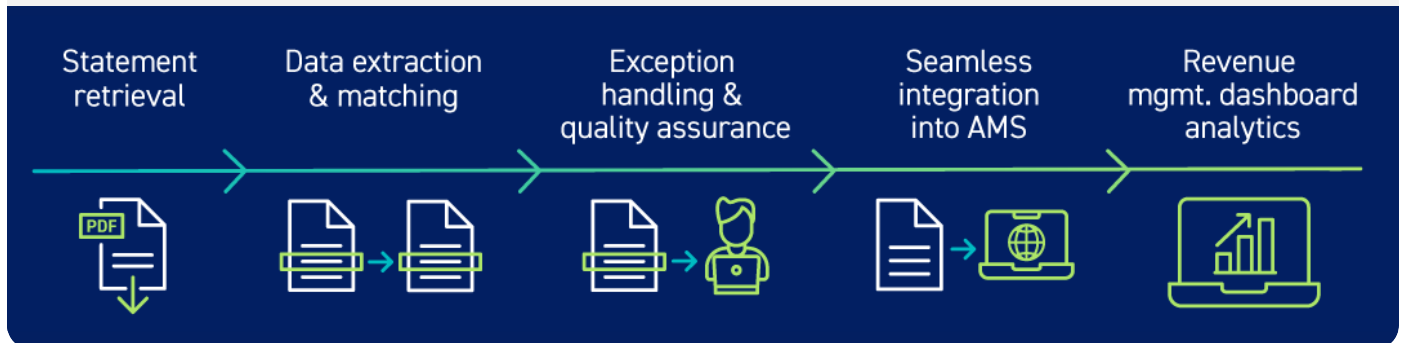 Statement
retrieval
Data extraction
& matching
Exception
handling &
quality assurance
Seamless
integration
into AMS
Revenue
mgmt. dashboard
analytics
PDF